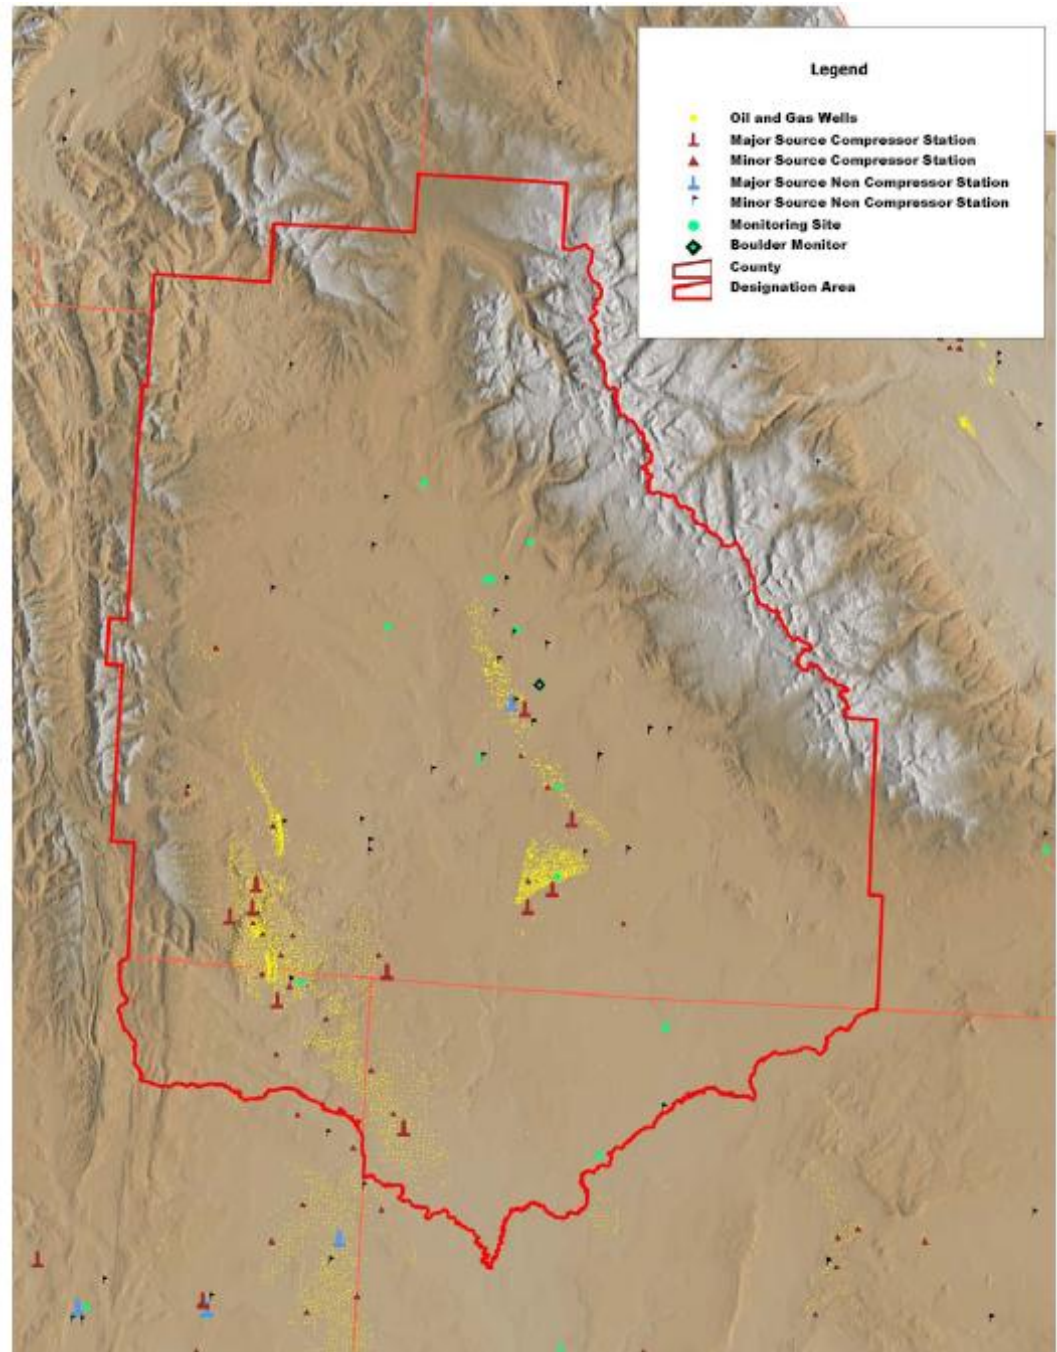 Legend
Oil and Gas Wells
Major Source Compressor Station
Minor Source Compressor Station
Major Source Non Compressor Station
Minor Source Non Compressor Station
Monitoring Site
Boulder Monitor
County
Designation Area